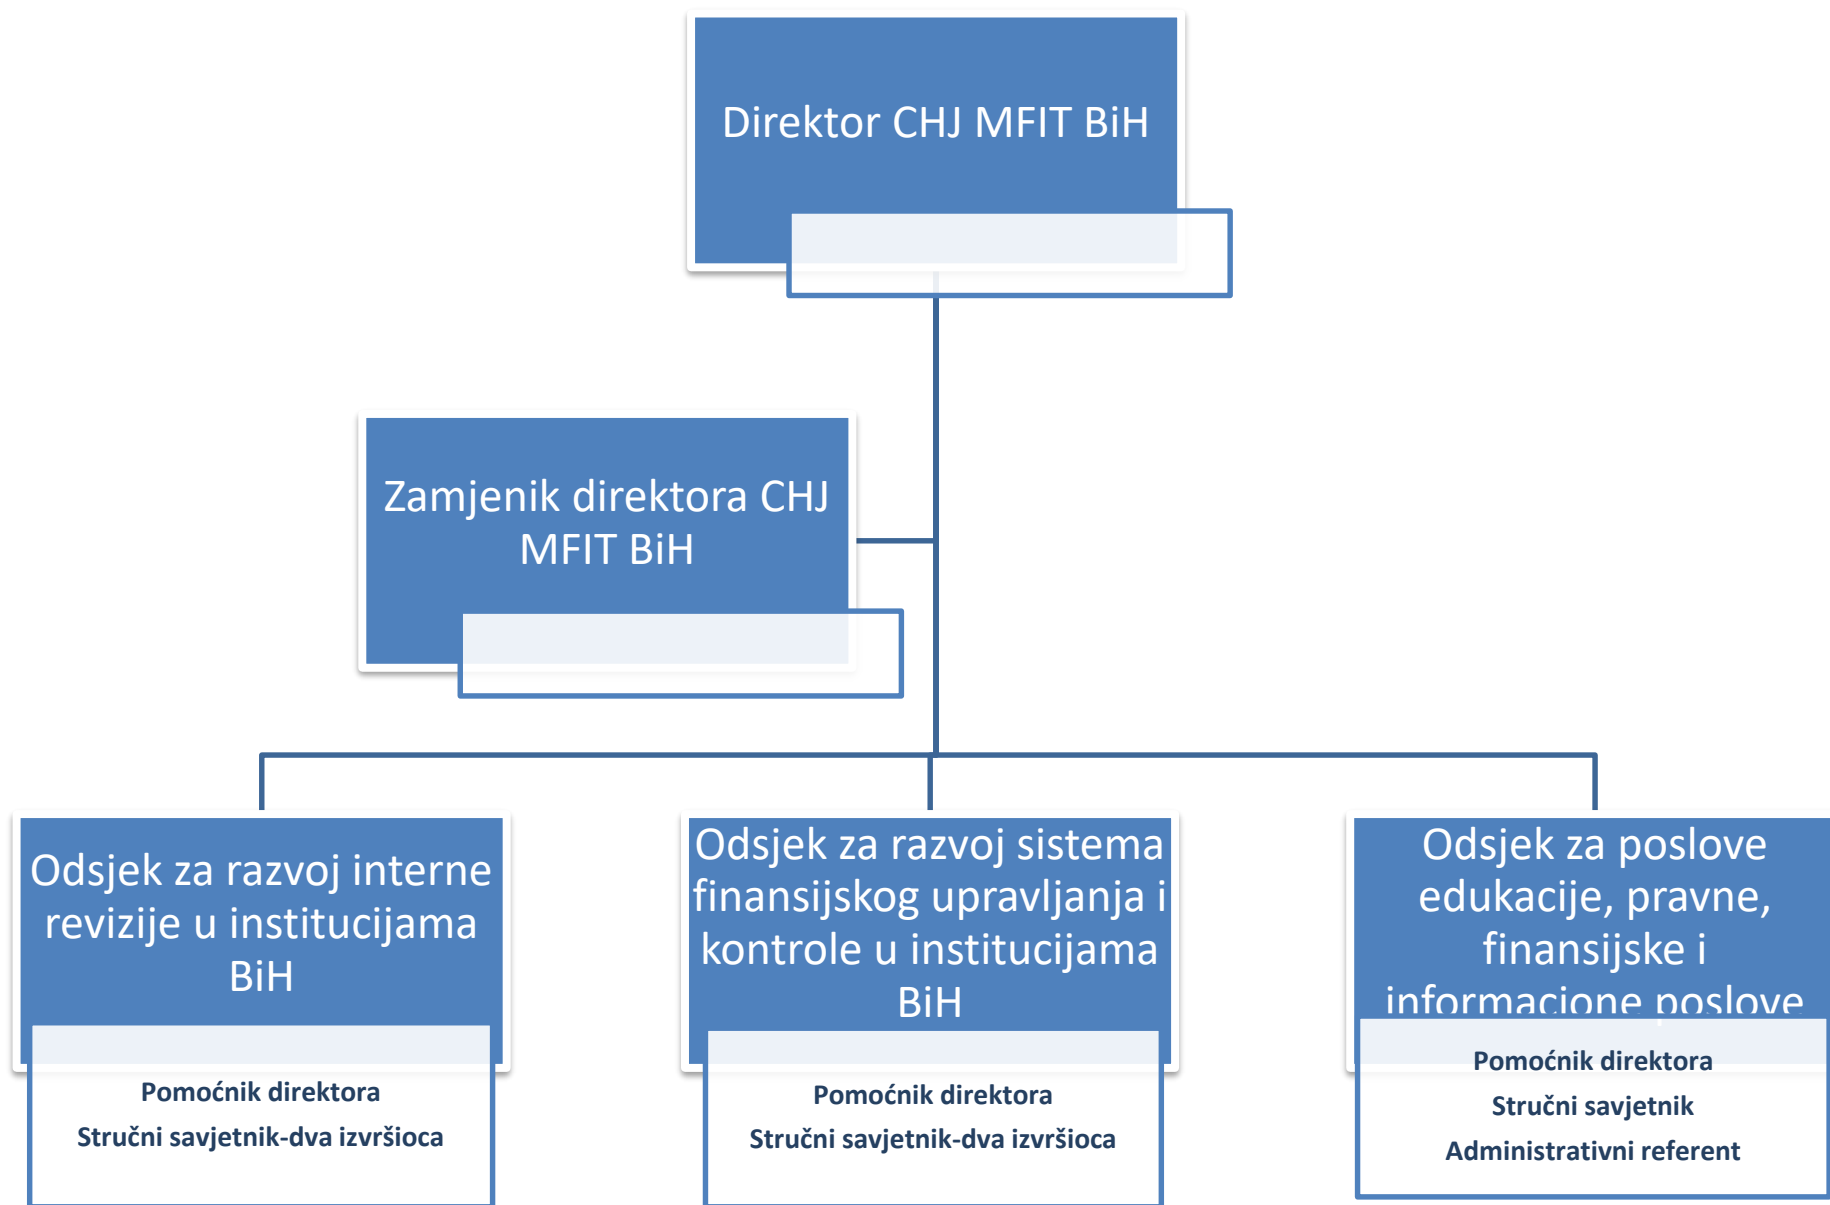 Direktor CHJ MFIT BiH
Zamjenik direktora CHJ
MFIT BiH
Odsjek za razvoj interne
revizije u institucijama
BiH
Pomoćnik direktora
Stručni savjetnik-dva izvršioca
Odsjek za razvoj sistema
finansijskog upravljanja i
kontrole u institucijama
BiH
Pomoćnik direktora
Stručni savjetnik-dva izvršioca
Odsjek za poslove
edukacije, pravne,
finansijske i
informacione poslove
Pomoćnik direktora
Stručni savjetnik
Administrativni referent